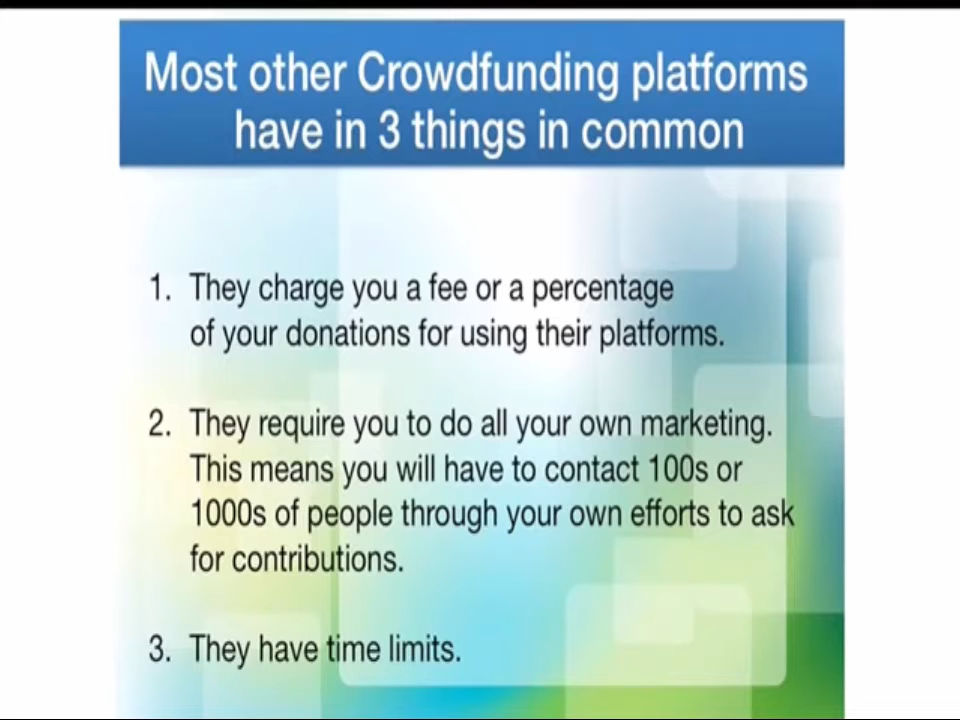 Most other Crowdfunding platforms
have in 3 things in common
1. They charge you a fee or a percentage
of your donations for using their platforms.
2. They require you to do all your own marketing.
This means you will have to contact 100s or
1000s of people through your own efforts to ask
for contributions.
3. They have time limits.